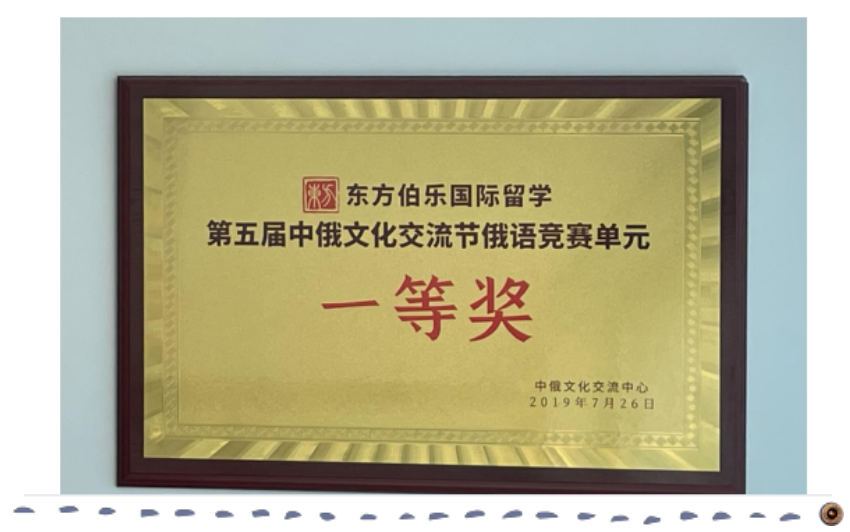 東方 东方伯乐国际留学
第五届中俄文化交流节俄语竞赛单元
一等奖
中俄文化交流中心
2019年7月26日